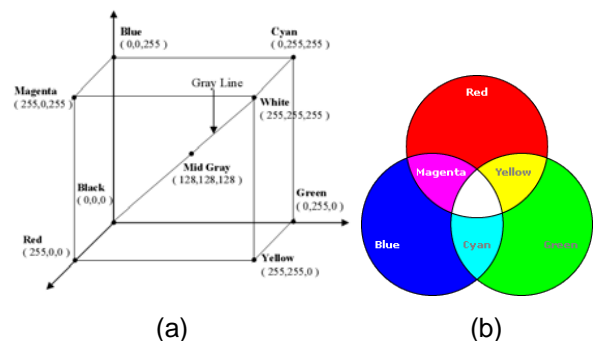 Blue
( 0,0,255)
Cyan
( 0,255,255)
Magenta
( 255,0,255)
Gray Line
White
( 255,255,255)
Mid Gray
( 128,128,128)
Black
(0,0,0)
Green
( 0,255,0)
Red
( 255,0,0)
Yellow
( 255,255,0)
(a)
Red
Magenta
Yellow
Blue
Cyan
Green
(b)